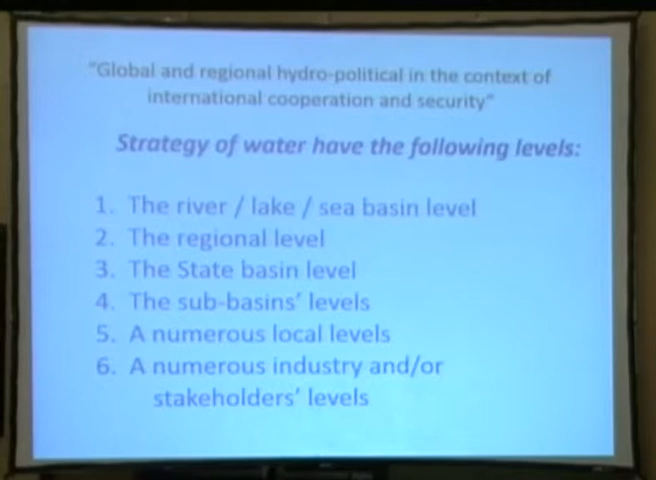 "Global and regional hydro-political in the context of
international cooperation and security"
Strategy of water have the following levels:
1. The river / lake / sea basin level
2. The regional level
3. The State basin level
4. The sub-basins' levels
5. A numerous local levels
6. A numerous industry and/or
stakeholders' levels